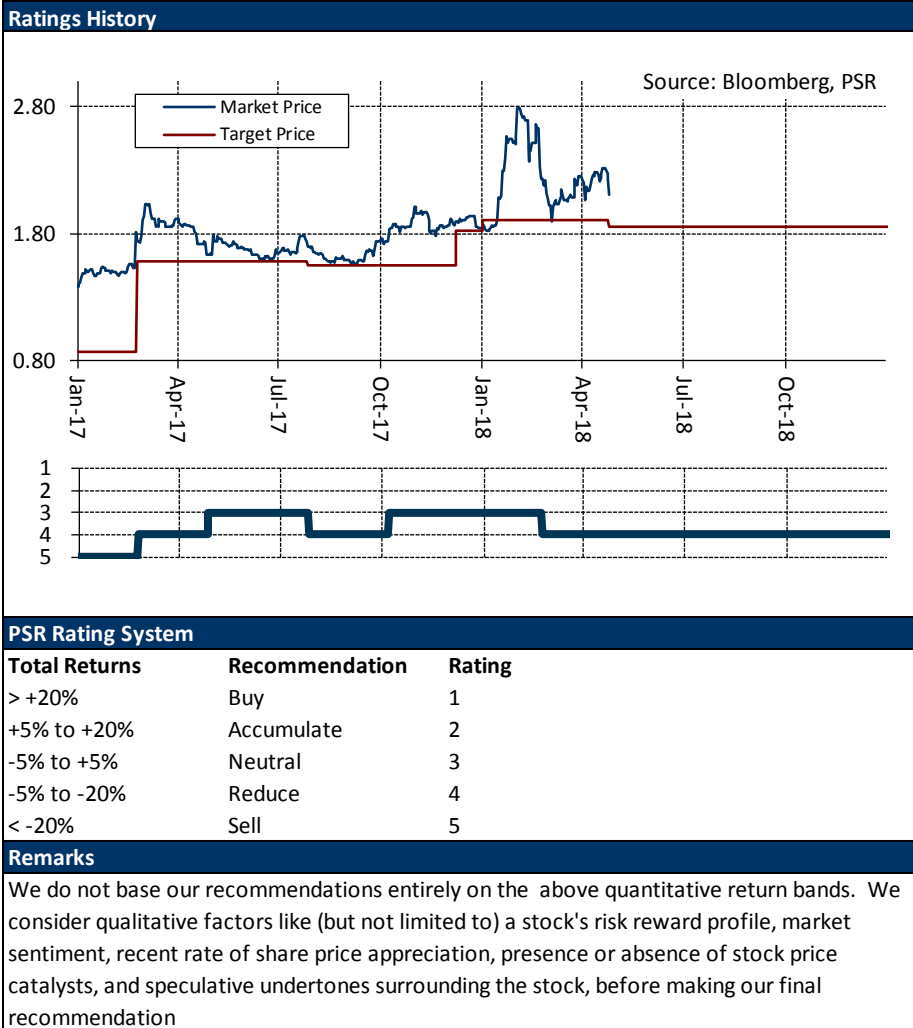 Ratings History
Source: Bloomberg, PSR
Market Price
Target Price
2.80
1.80
0.80
Jan-17
Apr-17
Jul-17
Oct-17
Jan-18
Apr-18
Jul-18
Oct-18
1
2
3
4
5
PSR Rating System
Total Returns Recommendation Rating
> +20% Buy 1
+5% to +20% Accumulate 2
-5% to +5% Neutral 3
-5% to -20% Reduce 4
< -20% Sell 5
Remarks
We do not base our recommendations entirely on the above quantitative return bands. We
consider qualitative factors like (but not limited to) a stock's risk reward profile, market
sentiment, recent rate of share price appreciation, presence or absence of stock price
catalysts, and speculative undertones surrounding the stock, before making our final
recommendation